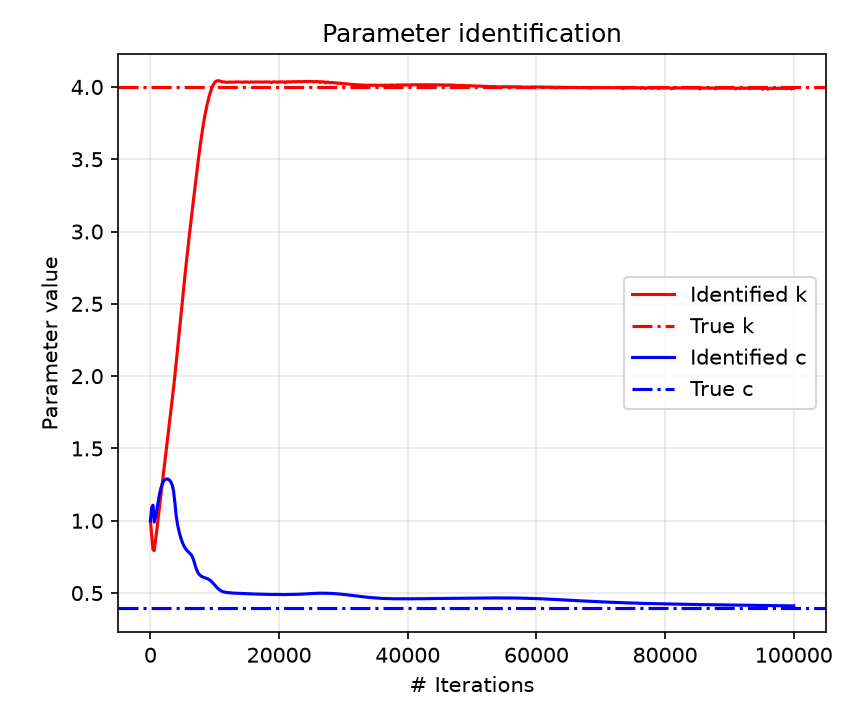 Parameter identification
Parameter value
4.0
3.5
3.0
2.5
2.0
1.5
1.0
0.5
Identified k
True k
Identified c
True c
0 20000 40000 60000 80000 100000
# Iterations